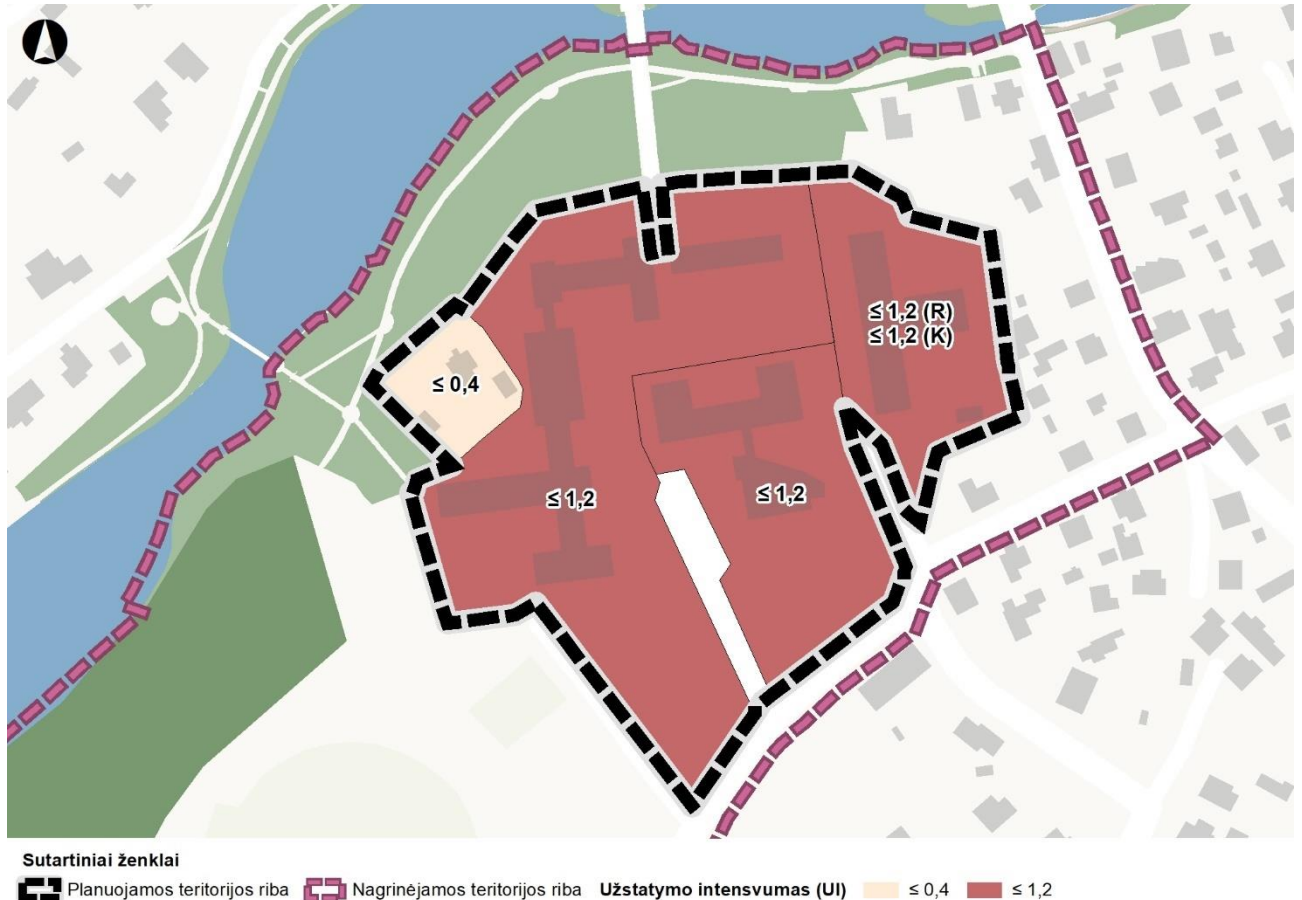 ≤ 1,2 (R)
≤ 1,2 (K)
≤ 0,4
≤ 1,2
≤ 1,2
Sutartiniai ženklai
Planuojamos teritorijos riba Nagrinėjamos teritorijos riba Užstatymo intensvumas (UI) ≤ 0,4 ≤ 1,2